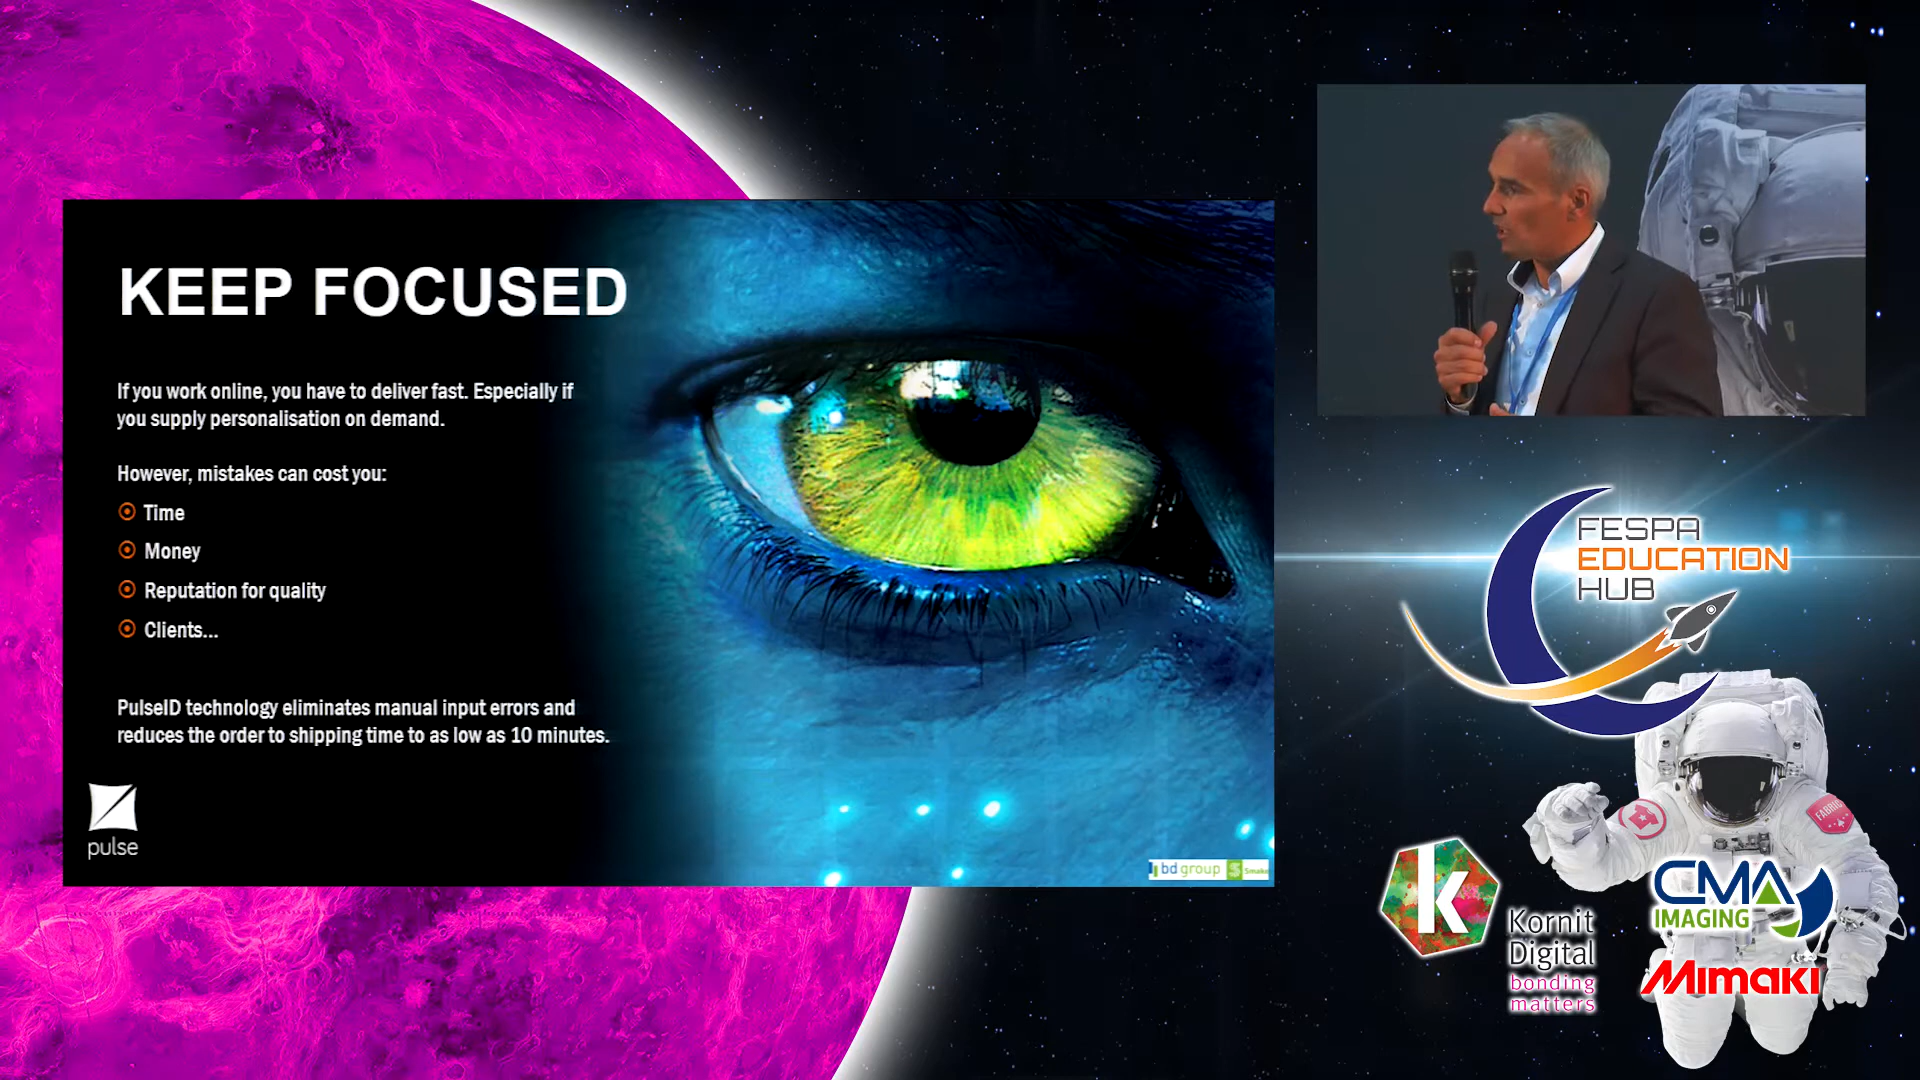 KEEP FOCUSED
If you work online, you have to deliver fast. Especially if
you supply personalisation on demand.
However, mistakes can cost you:
Time
Money
Reputation for quality
Clients...
PulseID technology eliminates manual input errors and
reduces the order to shipping time to as low as 10 minutes.
pulse
bd group
S Smake
FESPA
EDUCATION
HUB
FABRIC
K
Kornit
Digital
bonding
matters
CMA
IMAGING
Mimaki